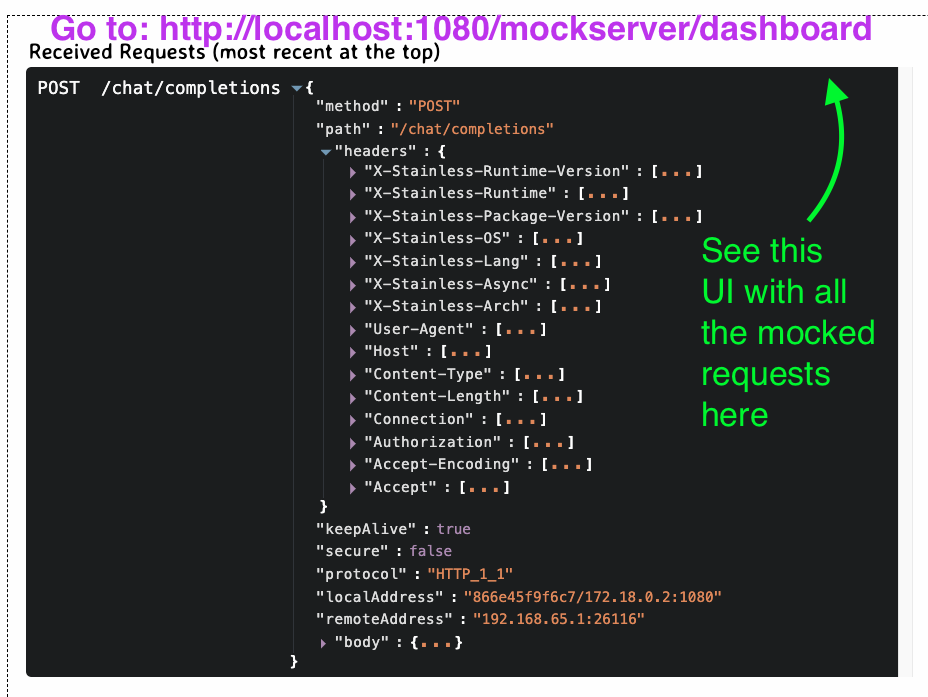 Go to: http://localhost:1080/mockserver/dashboard
Received Requests (most recent at the top)
POST /chat/completions {
"method" : "POST"
"path" : "/chat/completions"
"headers" : {
"X-Stainless-Runtime-Version" : [...]
"X-Stainless-Runtime" : [...]
"X-Stainless-Package-Version" : [...]
"X-Stainless-OS" : [...]
"X-Stainless-Lang" : [...]
"X-Stainless-Async" : [...]
"X-Stainless-Arch" : [...]
"User-Agent" : [...]
"Host" : [...]
"Content-Type" : [...]
"Content-Length" : [...]
"Connection" : [...]
"Authorization" : [...]
"Accept-Encoding" : [...]
"Accept" : [...]
}
"keepAlive" : true
"secure" : false
"protocol" : "HTTP_1_1"
"localAddress" : "866e45f9f6c7/172.18.0.2:1080"
"remoteAddress" : "192.168.65.1:26116"
"body" : {...}
}
See this
UI with all
the mocked
requests
here